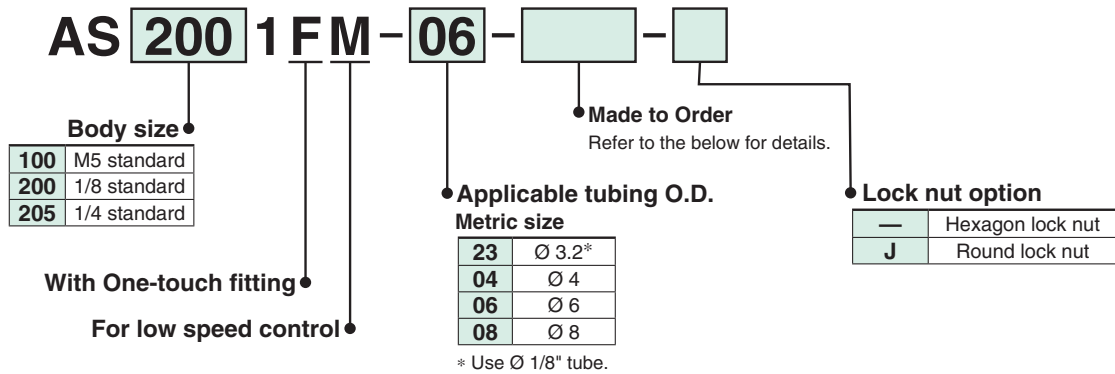 AS 200 1 F M - 06 - -
Made to Order
Refer to the below for details.
Body size
100 M5 standard
200 1/8 standard
205 1/4 standard
Applicable tubing O.D.
Metric size
23 Ø 3.2*
04 Ø 4
06 Ø 6
08 Ø 8
* Use Ø 1/8" tube.
Lock nut option
— Hexagon lock nut
J Round lock nut
With One-touch fitting
For low speed control